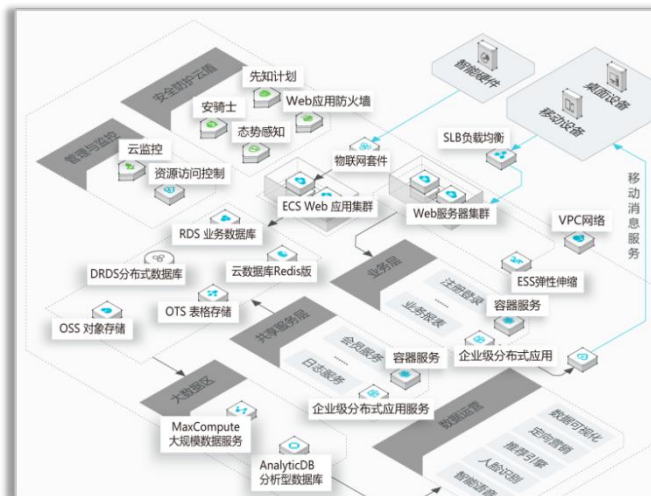 智能硬件
桌面设备
移动设备
安全防护云盾
先知计划
安骑士
Web应用防火墙
态势感知
SLB负载均衡
管理与监控
云监控
资源访问控制
物联网套件
ECS Web 应用集群
Web服务器集群
移动消息服务
RDS 业务数据库
VPC网络
DRDS分布式数据库
云数据库Redis版
业务层
注册登录
......
业务报表
ESS弹性伸缩
容器服务
OSS 对象存储
OTS 表格存储
共享服务层
会员服务
......
日志服务
容器服务
企业级分布式应用
企业级分布式应用服务
大数据区
MaxCompute
大规模数据服务
AnalyticDB
分析型数据库
数据运营
数据可视化
定向营销
推荐引擎
人脸识别
智能语音